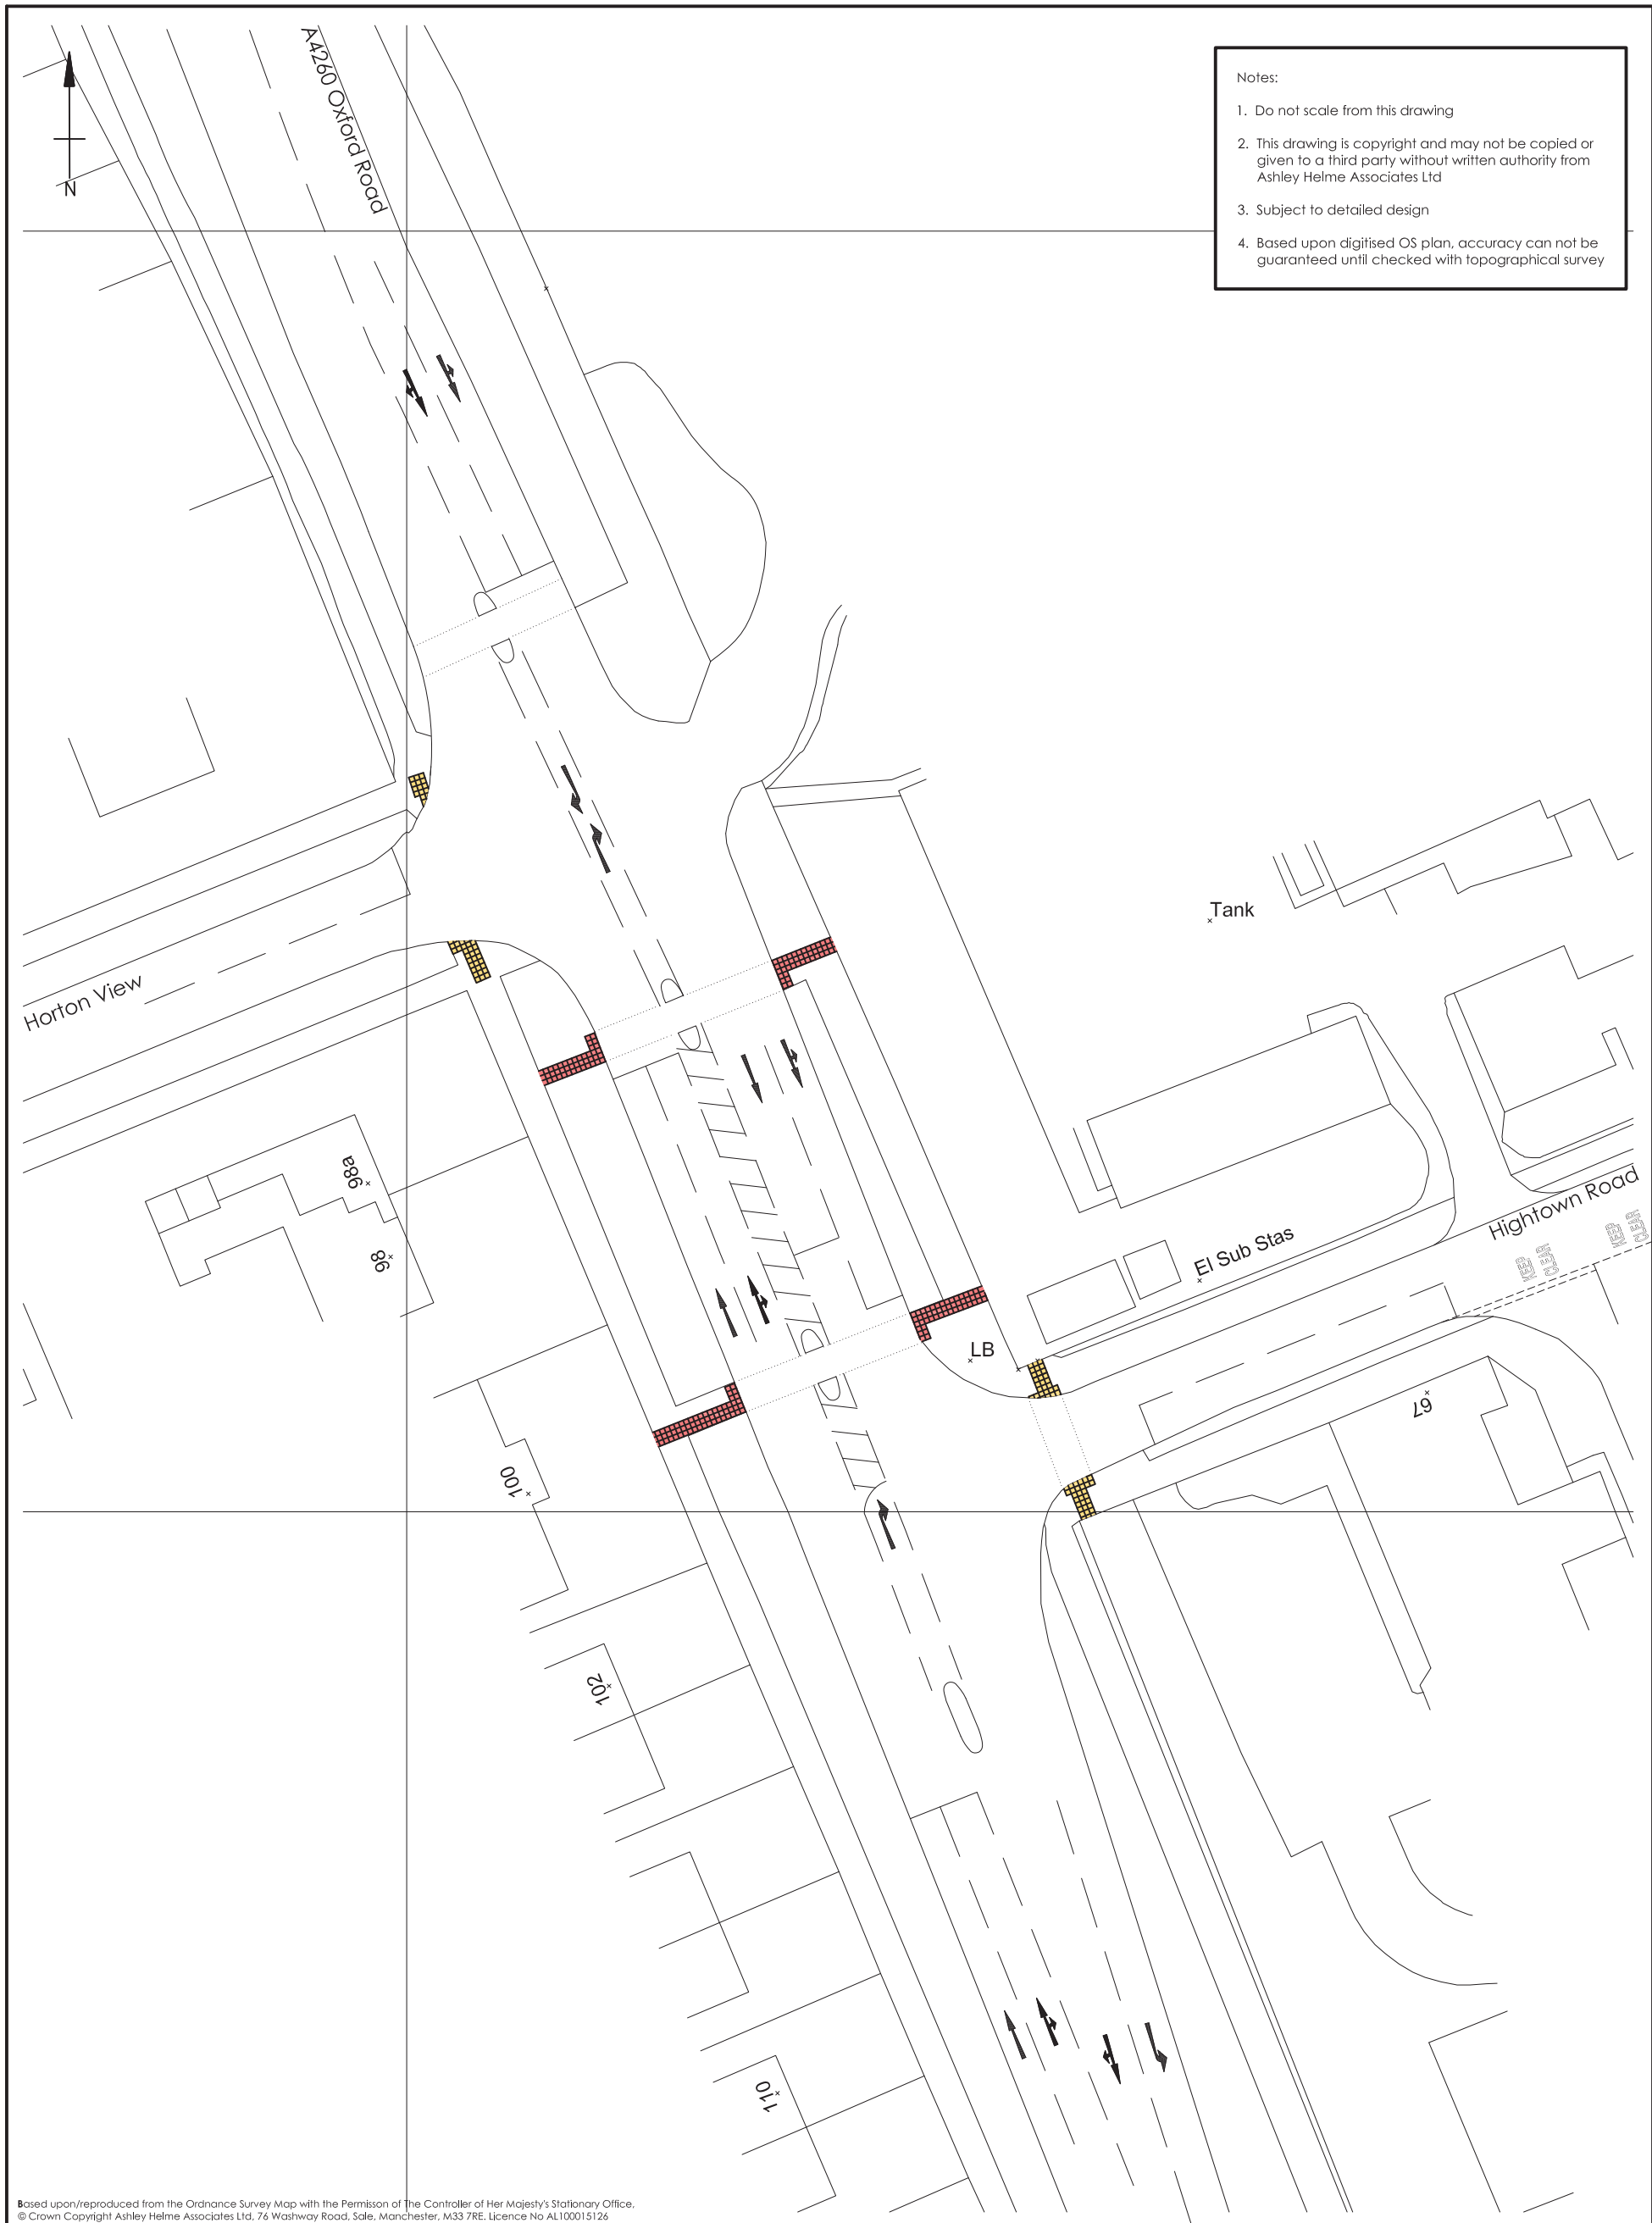 A4260 Oxford Road
N
Notes:
1. Do not scale from this drawing
2. This drawing is copyright and may not be copied or
given to a third party without written authority from
Ashley Helme Associates Ltd
3. Subject to detailed design
4. Based upon digitised OS plan, accuracy can not be
guaranteed until checked with topographical survey
Tank
Horton View
98a
98
Hightown Road
El Sub Stas
KEEP
CLEAR
KEEP
CLEAR
LB
67
100
102
110
Based upon/reproduced from the Ordnance Survey Map with the Permisson of The Controller of Her Majesty's Stationary Office.
© Crown Copyright Ashley Helme Associates Ltd, 76 Washway Road, Sale, Manchester, M33 7RE. Licence No AL100015126